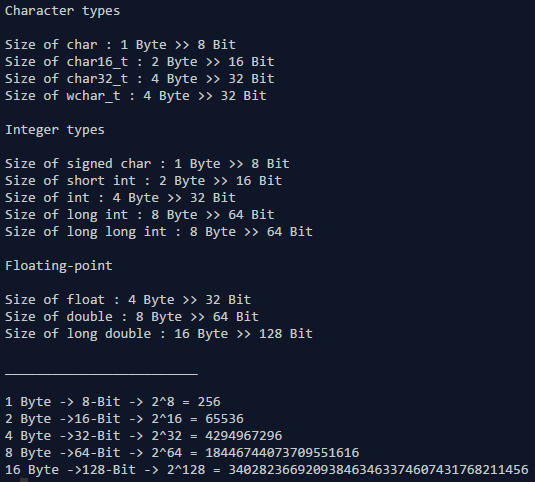 Character types
Size of char : 1 Byte >> 8 Bit
Size of char16_t : 2 Byte >> 16 Bit
Size of char32_t : 4 Byte >> 32 Bit
Size of wchar_t : 4 Byte >> 32 Bit
Integer types
Size of signed char : 1 Byte >> 8 Bit
Size of short int : 2 Byte >> 16 Bit
Size of int : 4 Byte >> 32 Bit
Size of long int : 8 Byte >> 64 Bit
Size of long long int : 8 Byte >> 64 Bit
Floating-point
Size of float : 4 Byte >> 32 Bit
Size of double : 8 Byte >> 64 Bit
Size of long double : 16 Byte >> 128 Bit
_________________________
1 Byte -> 8-Bit -> 2^8 = 256
2 Byte ->16-Bit -> 2^16 = 65536
4 Byte ->32-Bit -> 2^32 = 4294967296
8 Byte ->64-Bit -> 2^64 = 18446744073709551616
16 Byte ->128-Bit -> 2^128 = 340282366920938463463374607431768211456